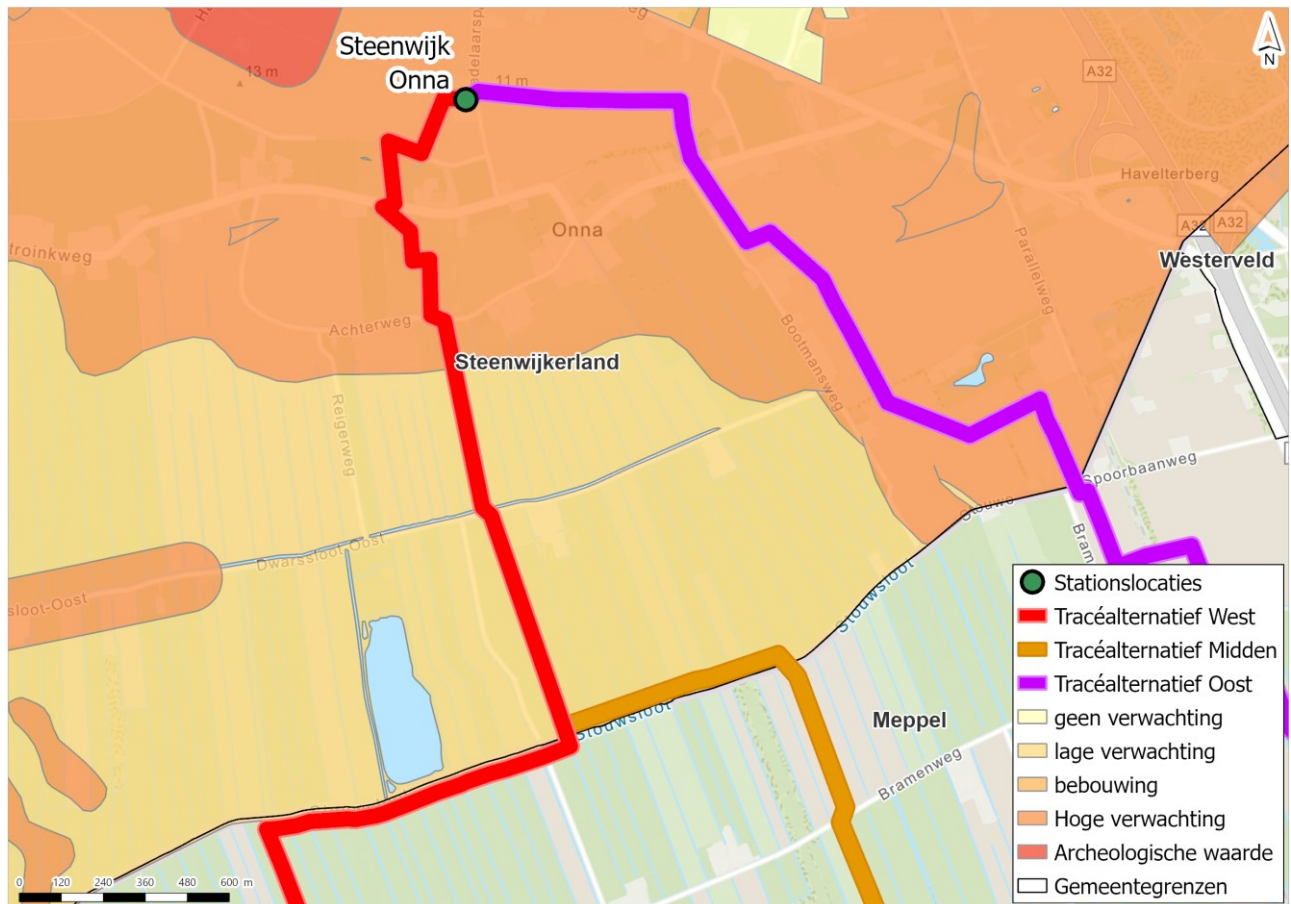 Steenwijk
Onna
13 m
11 m
A32
Havelterberg
A32
A32
Westerveld
Parallelweg
Onna
Achterweg
Steenwijkerland
Bootmansweg
Reigerweg
Spoorbaanweg
Dwarssloot-Oost
sloot-Oost
Stouwsloot
Stouwsloot
Meppel
Bramenweg
Stationslocaties
Tracéalternatief West
Tracéalternatief Midden
Tracéalternatief Oost
geen verwachting
lage verwachting
bebouwing
Hoge verwachting
Archeologische waarde
Gemeentegrenzen
0 120 240 360 480 600 m
N